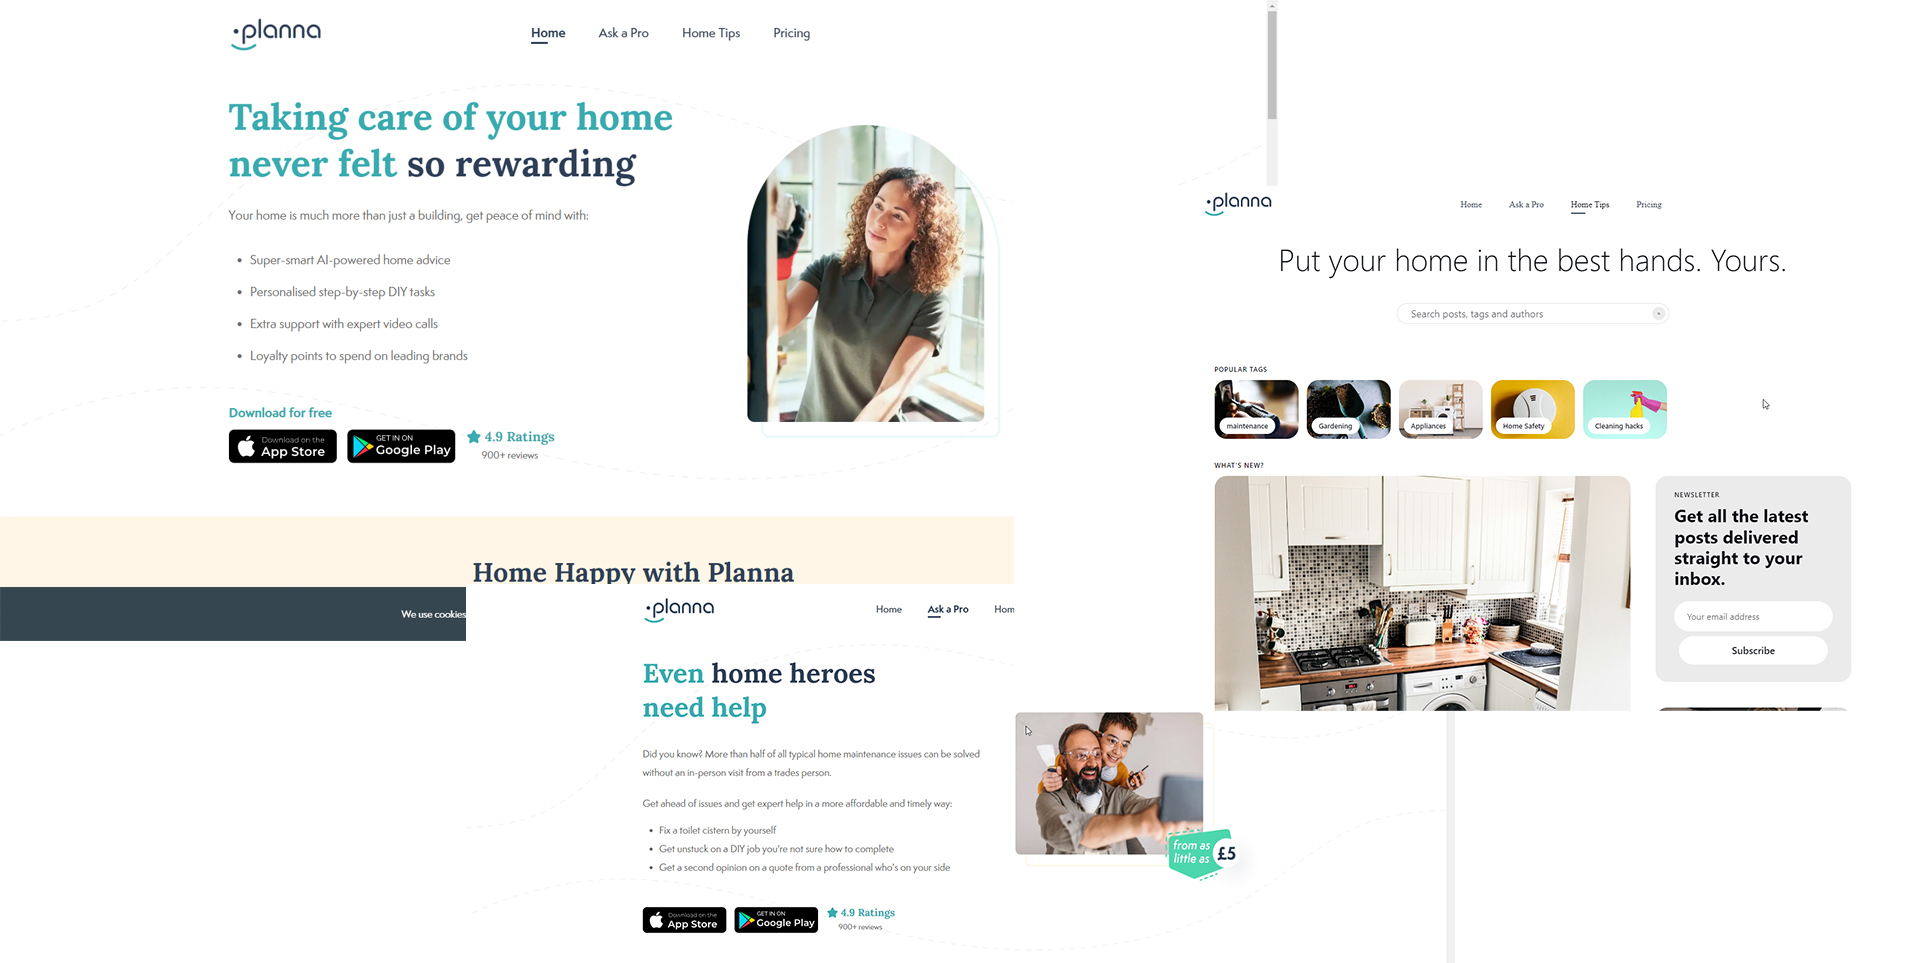 planna
Home
Ask a Pro
Home Tips
Pricing
Taking care of your home
never felt so rewarding
Your home is much more than just a building, get peace of mind with:
• Super-smart AI-powered home advice
• Personalised step-by-step DIY tasks
• Extra support with expert video calls
• Loyalty points to spend on leading brands
Download for free
Download on the
App Store
GET IN ON
Google Play
4.9 Ratings
900+ reviews
Home Happy with Planna
We use cookies
planna
Home
Ask a Pro
Home Tips
Pricing
Put your home in the best hands. Yours.
Search posts, tags and authors
POPULAR TAGS
maintenance
Gardening
Appliances
Home Safety
Cleaning hacks
WHAT'S NEW?
NEWSLETTER
Get all the latest
posts delivered
straight to your
inbox.
Your email address
Subscribe
planna
Home
Ask a Pro
Hom
Even home heroes
need help
Did you know? More than half of all typical home maintenance issues can be solved
without an in-person visit from a trades person.
Get ahead of issues and get expert help in a more affordable and timely way:
• Fix a toilet cistern by yourself
• Get unstuck on a DIY job you're not sure how to complete
• Get a second opinion on a quote from a professional who's on your side
from as
little as
£5
Download on the
App Store
GET IN ON
Google Play
4.9 Ratings
900+ reviews